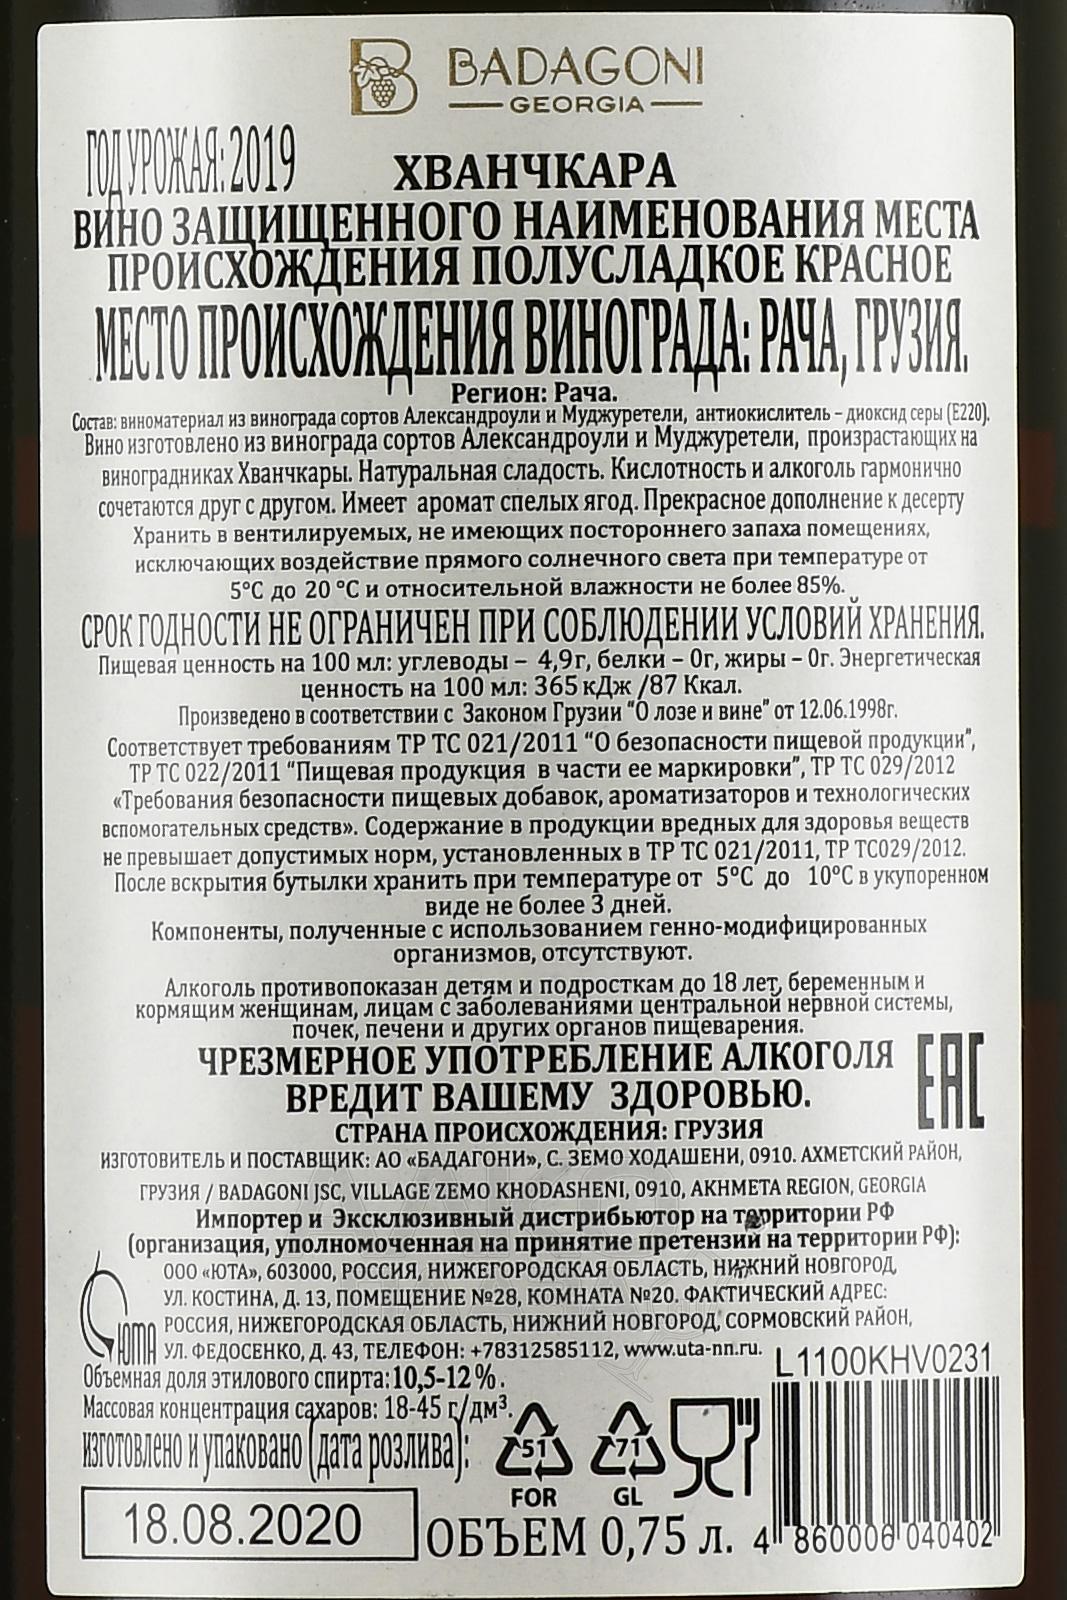 BADAGONI
GEORGIA
ГОД УРОЖАЯ: 2019
ХВАНЧКАРА
ВИНО ЗАЩИЩЕННОГО НАИМЕНОВАНИЯ МЕСТА
ПРОИСХОЖДЕНИЯ ПОЛУСЛАДКОЕ КРАСНОЕ
МЕСТО ПРОИСХОЖДЕНИЯ ВИНОГРАДА: РАЧА, ГРУЗИЯ.
Регион: Рача.
Состав: виноматериал из винограда сортов Александроули и Муджуретели, антиокислитель – диоксид серы (Е220).
Вино изготовлено из винограда сортов Александроули и Муджуретели, произрастающих на
виноградниках Хванчкары. Натуральная сладость. Кислотность и алкоголь гармонично
сочетаются друг с другом. Имеет аромат спелых ягод. Прекрасное дополнение к десерту
Хранить в вентилируемых, не имеющих постороннего запаха помещениях,
исключающих воздействие прямого солнечного света при температуре от
5°С до 20 °С и относительной влажности не более 85%.
СРОК ГОДНОСТИ НЕ ОГРАНИЧЕН ПРИ СОБЛЮДЕНИИ УСЛОВИЙ ХРАНЕНИЯ.
Пищевая ценность на 100 мл: углеводы – 4,9г, белки – 0г, жиры – 0г. Энергетическая
ценность на 100 мл: 365 кДж /87 Ккал.
Произведено в соответствии с Законом Грузии "О лозе и вине" от 12.06.1998г.
Соответствует требованиям ТР ТС 021/2011 "О безопасности пищевой продукции",
ТР ТС 022/2011 "Пищевая продукция в части ее маркировки", ТР ТС 029/2012
«Требования безопасности пищевых добавок, ароматизаторов и технологических
вспомогательных средств». Содержание в продукции вредных для здоровья веществ
не превышает допустимых норм, установленных в ТР ТС 021/2011, ТР ТС029/2012.
После вскрытия бутылки хранить при температуре от 5°С до 10°С в укупоренном
виде не более 3 дней.
Компоненты, полученные с использованием генно-модифицированных
организмов, отсутствуют.
Алкоголь противопоказан детям и подросткам до 18 лет, беременным и
кормящим женщинам, лицам с заболеваниями центральной нервной системы,
почек, печени и других органов пищеварения.
ЧРЕЗМЕРНОЕ УПОТРЕБЛЕНИЕ АЛКОГОЛЯ
ВРЕДИТ ВАШЕМУ ЗДОРОВЬЮ.
EAC
СТРАНА ПРОИСХОЖДЕНИЯ: ГРУЗИЯ
ИЗГОТОВИТЕЛЬ И ПОСТАВЩИК: АО «БАДАГОНИ», С. ЗЕМО ХОДАШЕНИ, 0910. АХМЕТСКИЙ РАЙОН,
ГРУЗИЯ / BADAGONI JSC, VILLAGE ZEMO KHODASHENI, 0910, AKHMETA REGION, GEORGIA
Импортер и Эксклюзивный дистрибьютор на территории РФ
(организация, уполномоченная на принятие претензий на территории РФ):
ООО «ЮТА», 603000, РОССИЯ, НИЖЕГОРОДСКАЯ ОБЛАСТЬ, НИЖНИЙ НОВГОРОД,
УЛ. КОСТИНА, Д. 13, ПОМЕЩЕНИЕ №28, КОМНАТА №20. ФАКТИЧЕСКИЙ АДРЕС:
РОССИЯ, НИЖЕГОРОДСКАЯ ОБЛАСТЬ, НИЖНИЙ НОВГОРОД, СОРМОВСКИЙ РАЙОН,
УЛ. ФЕДОСЕНКО, Д. 43, ТЕЛЕФОН: +78312585112, www.uta-nn.ru.
ЮТА
L1100KHV0231
Объемная доля этилового спирта: 10,5-12%.
Массовая концентрация сахаров: 18-45 г/дм³.
изготовлено и упаковано (дата розлива):
18.08.2020
51
FOR
71
GL
ОБЪЕМ 0,75 л.
4 860006 040402